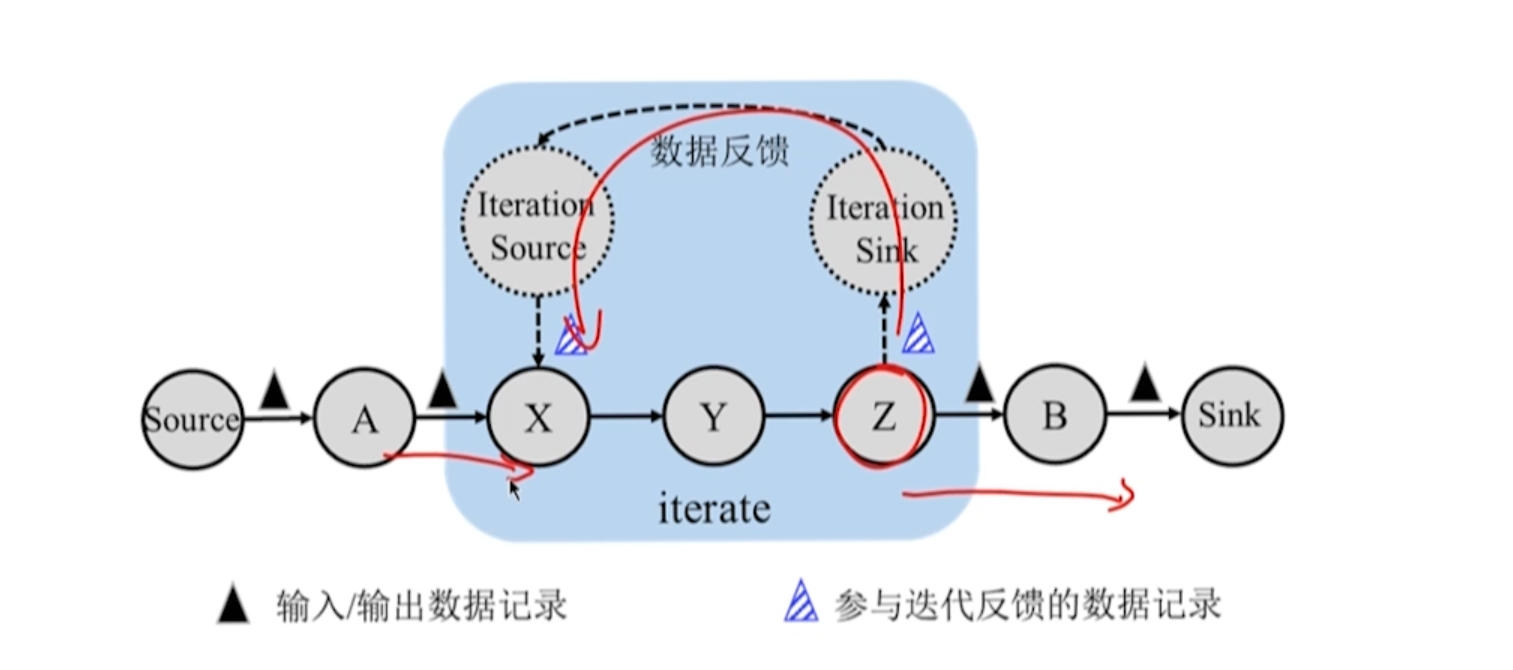 数据反馈
Iteration
Source
Iteration
Sink
Source
A
X
Y
Z
B
Sink
iterate
输入/输出数据记录
参与迭代反馈的数据记录